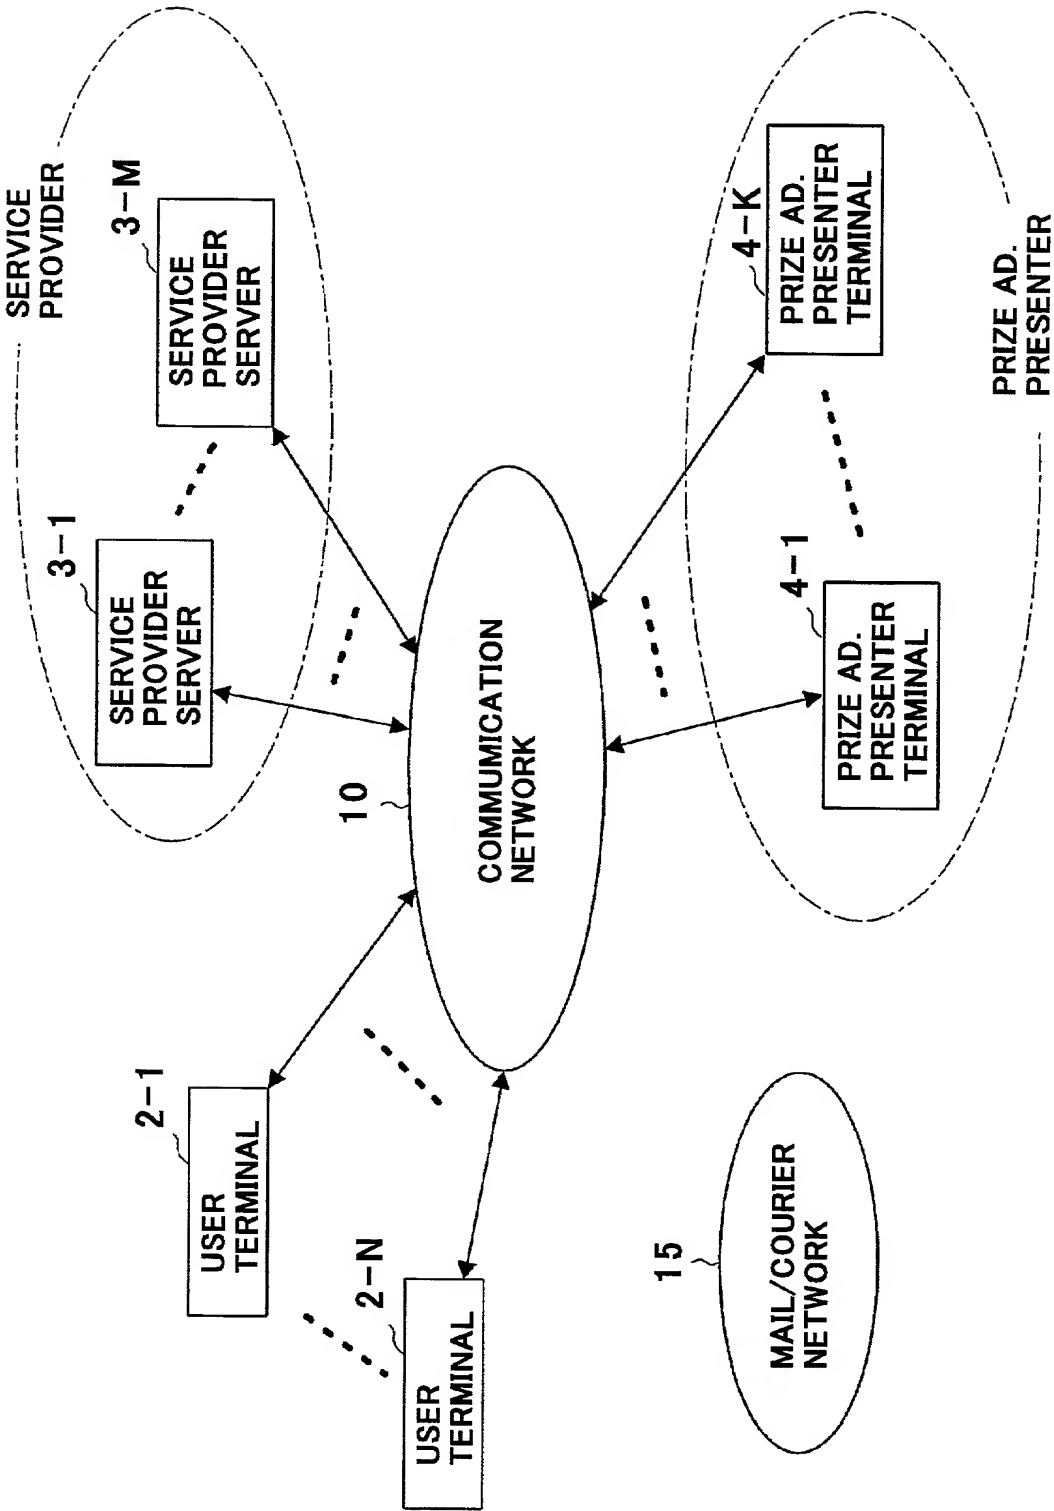 SERVICE
PROVIDER
3-1
SERVICE
PROVIDER
SERVER
3-M
SERVICE
PROVIDER
SERVER
2-1
USER
TERMINAL
2-N
USER
TERMINAL
10
COMMUMICATION
NETWORK
15
MAIL/COURIER
NETWORK
4-1
PRIZE AD.
PRESENTER
TERMINAL
4-K
PRIZE AD.
PRESENTER
TERMINAL
PRIZE AD.
PRESENTER